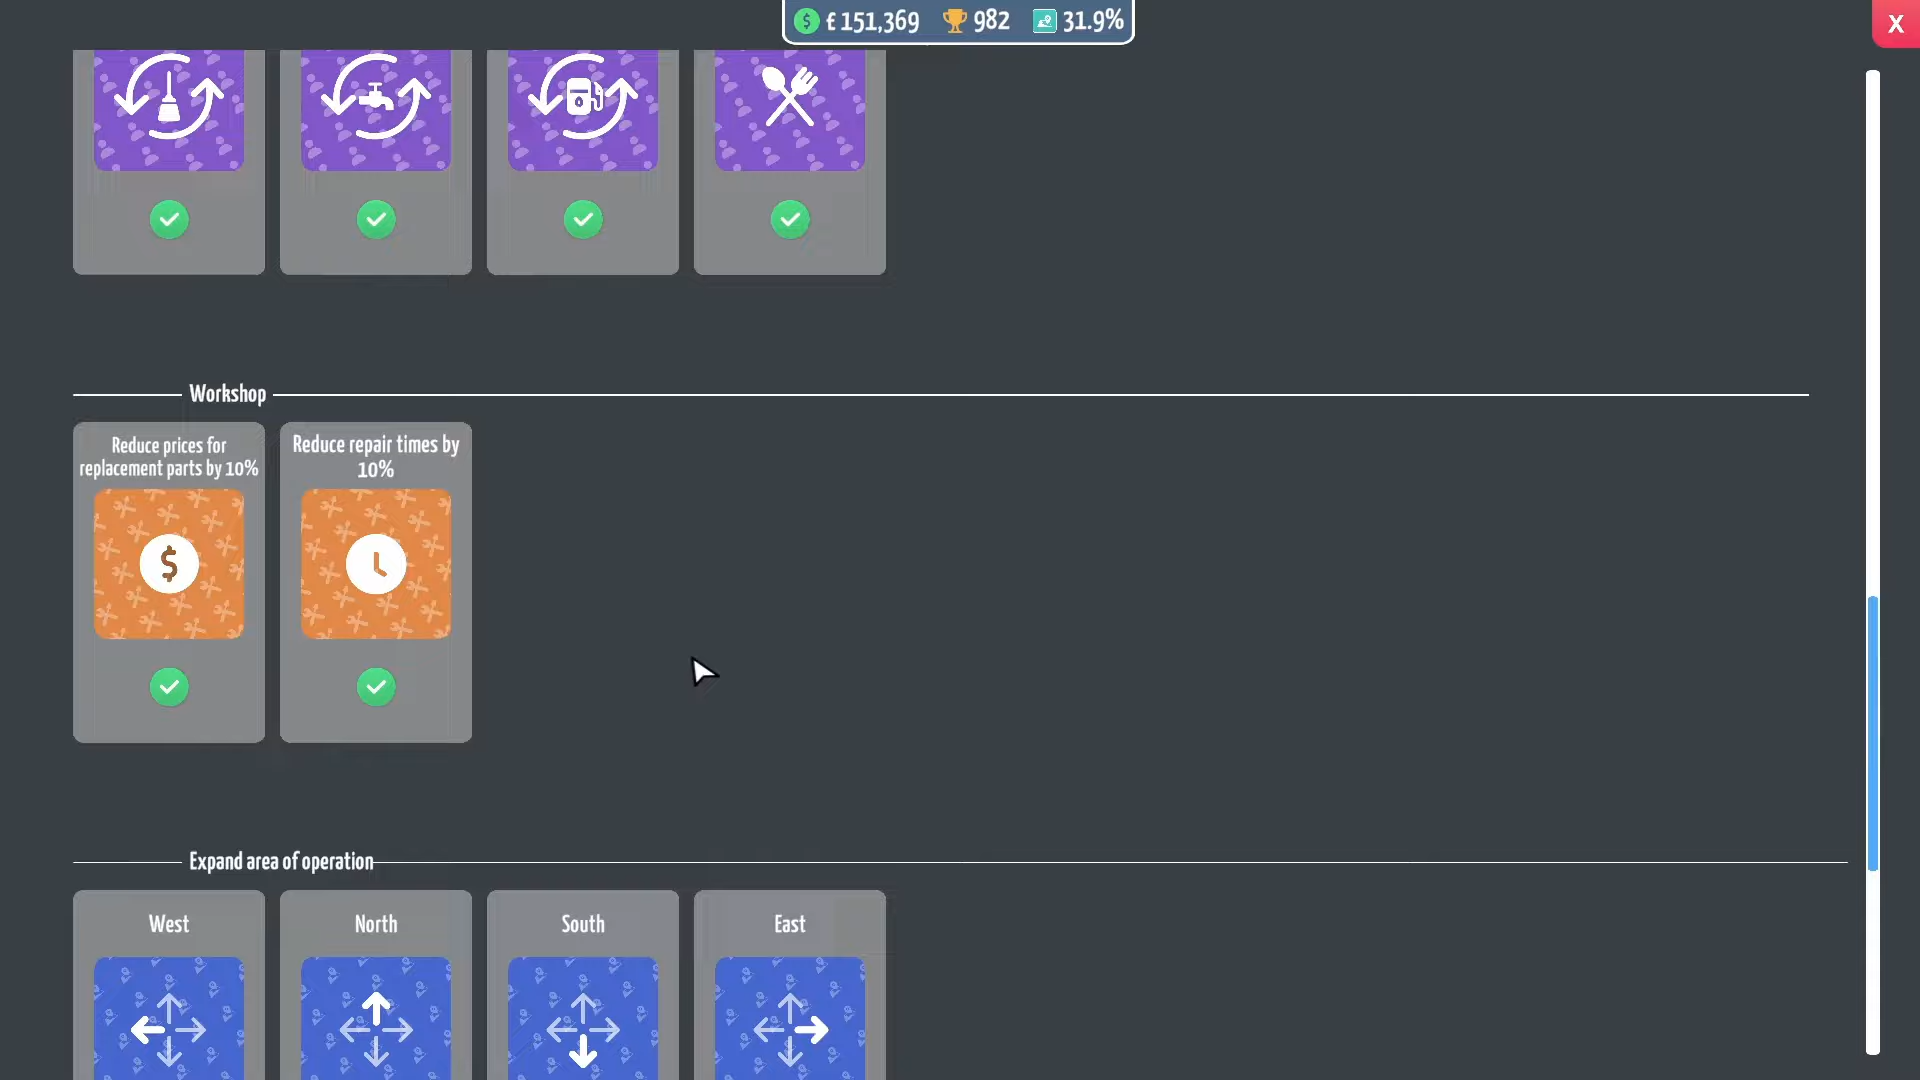 £ 151,369 982 31.9%
X
Workshop
Reduce prices for
replacement parts by 10%
Reduce repair times by
10%
Expand area of operation
West
North
South
East